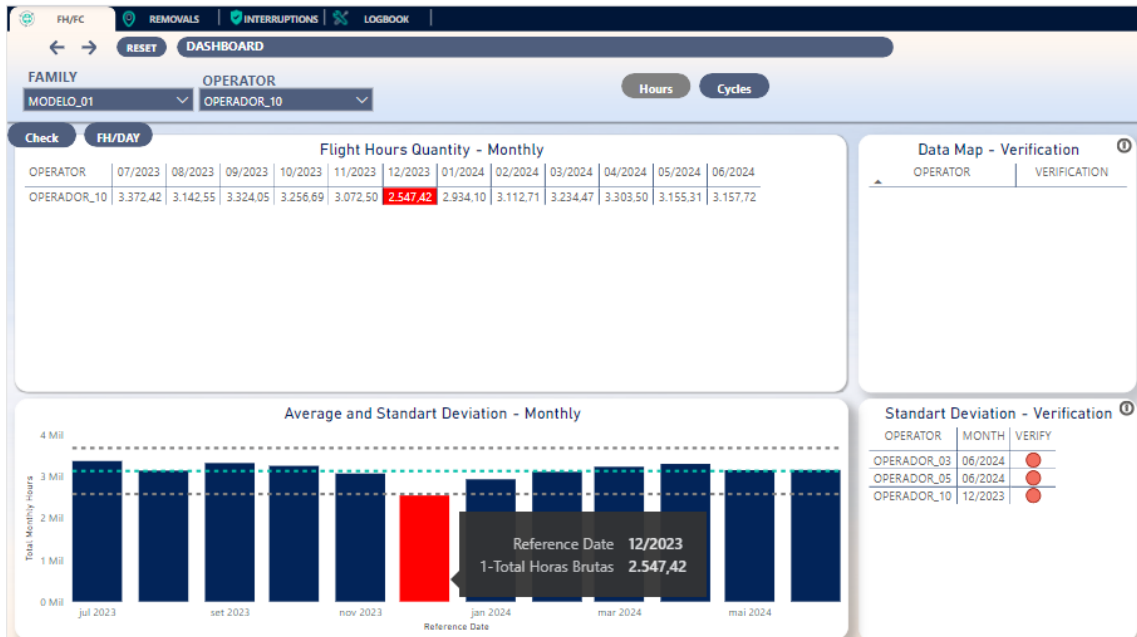 FH/FC REMOVALS INTERRUPTIONS LOGBOOK
RESET DASHBOARD
FAMILY OPERATOR
MODELO_01 OPERADOR_10 Hours Cycles
Check FH/DAY
Flight Hours Quantity - Monthly
OPERATOR 07/2023 08/2023 09/2023 10/2023 11/2023 12/2023 01/2024 02/2024 03/2024 04/2024 05/2024 06/2024
OPERADOR_10 3.372,42 3.142,55 3.324,05 3.256,69 3.072,50 2.547,42 2.934,10 3.112,71 3.234,47 3.303,50 3.155,31 3.157,72
Data Map - Verification
OPERATOR VERIFICATION
Average and Standart Deviation - Monthly
Total Monthly Hours
4 Mil
3 Mil
2 Mil
1 Mil
0 Mil
Reference Date 12/2023
1-Total Horas Brutas 2.547,42
jul 2023 set 2023 nov 2023 jan 2024 mar 2024 mai 2024
Reference Date
Standart Deviation - Verification
OPERATOR MONTH VERIFY
OPERADOR_03 06/2024
OPERADOR_05 06/2024
OPERADOR_10 12/2023